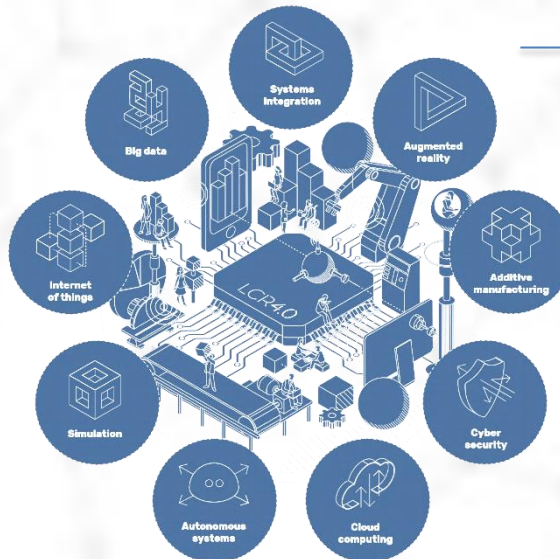 Systems
Integration
Augmented
reality
Additive
manufacturing
Cyber
security
Cloud
computing
Autonomous
systems
Simulation
Internet
of things
Big data
LCR4.0